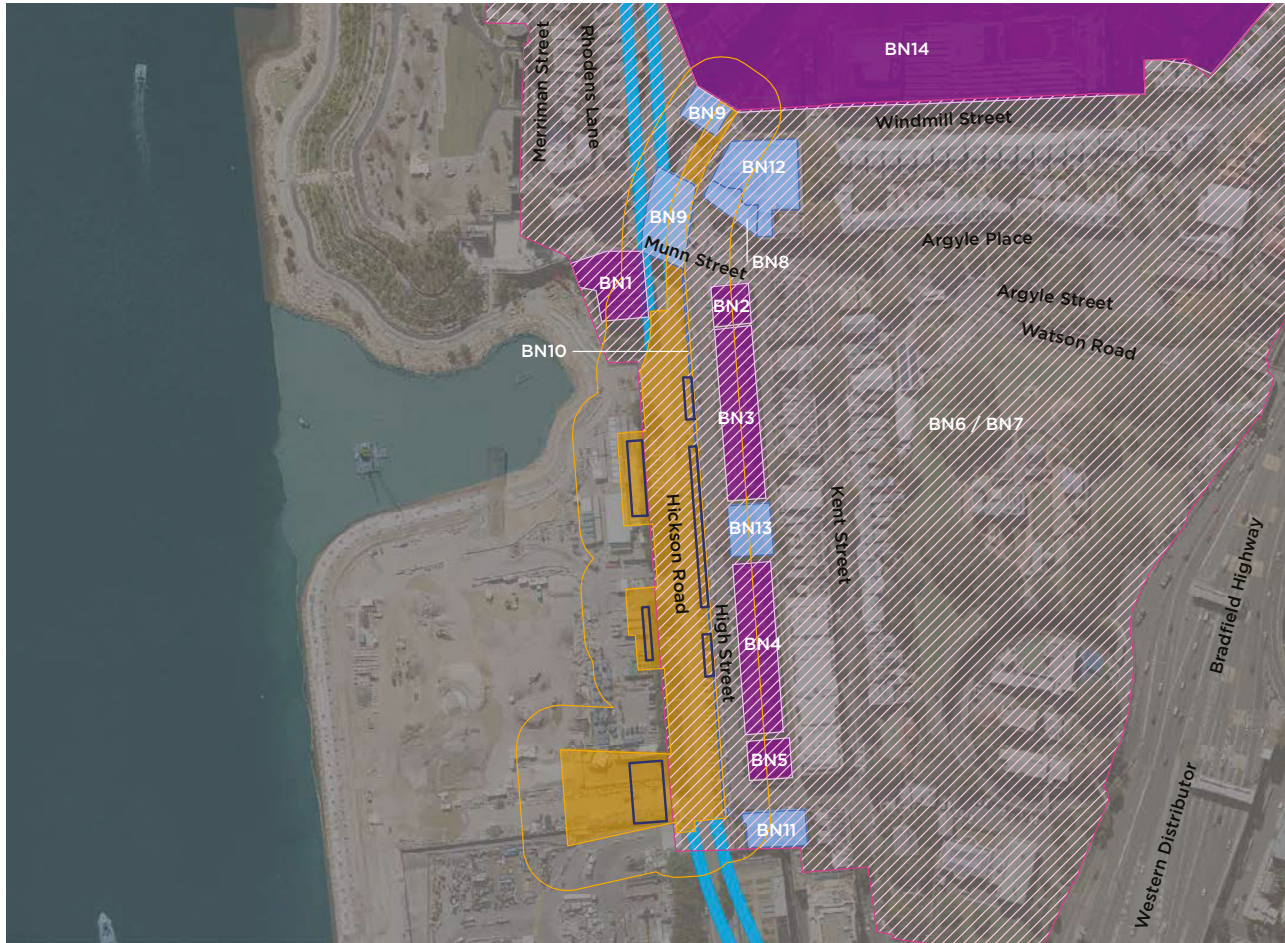 Merriman Street
Rhodens Lane
BN14
BN9
Windmill Street
BN12
BN9
Munn Street
Argyle Place
BN8
BN1
BN2
Argyle Street
Watson Road
BN10
BN3
BN6 / BN7
Hickson Road
Kent Street
BN13
High Street
BN4
Bradfield Highway
BN5
BN11
Western Distributor